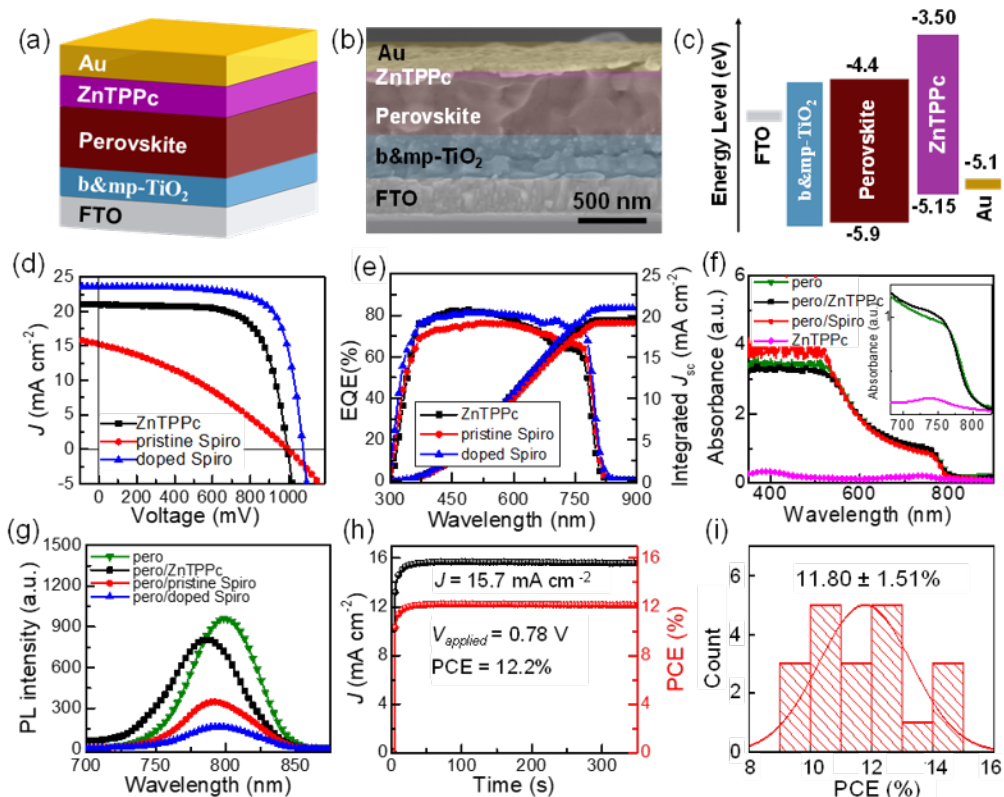 (a)
Au
ZnTPPc
Perovskite
b&mp-TiO2
FTO
(b)
Au
ZnTPPc
Perovskite
b&mp-TiO2
FTO
500 nm
(c)
Energy Level (eV)
FTO
b&mp-TiO2
-4.4
Perovskite
-5.9
-3.50
ZnTPPc
-5.15
-5.1
Au
(d)
J (mA cm-2)
25
20
15
10
5
0
-5
ZnTPPc
pristine Spiro
doped Spiro
0 200 400 600 800 1000
Voltage (mV)
(e)
EQE(%)
100
80
60
40
20
0
ZnTPPc
pristine Spiro
doped Spiro
25
20
15
10
5
0
Integrated Jsc (mA cm-2)
300 450 600 750 900
Wavelength (nm)
(f)
Absorbance (a.u.)
6
4
2
0
pero
pero/ZnTPPc
pero/Spiro
ZnTPPc
Absorbance (a.u.)
1
700 750 800
400 600 800
Wavelength (nm)
(g)
PL intensity (a.u.)
1500
1200
900
600
300
0
pero
pero/ZnTPPc
pero/pristine Spiro
pero/doped Spiro
700 750 800 850
Wavelength (nm)
(h)
J (mA cm-2)
16
12
8
4
0
J = 15.7 mA cm-2
Vapplied = 0.78 V
PCE = 12.2%
16
12
8
4
0
PCE (%)
0 100 200 300
Time (s)
(i)
Count
6
4
2
0
11.80 ± 1.51%
8 10 12 14 16
PCE (%)